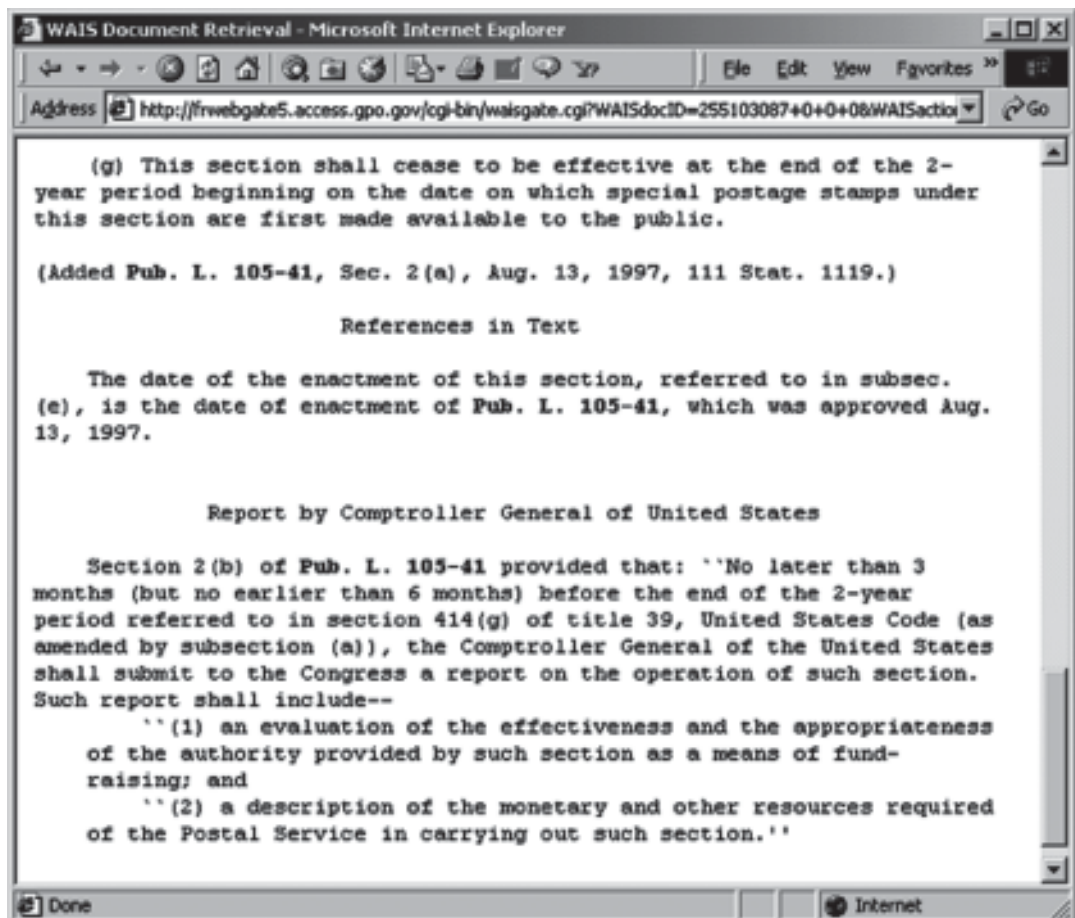 WAIS Document Retrieval - Microsoft Internet Explorer
File Edit View Favorites »
Address http://frwebgate5.access.gpo.gov/cgi-bin/waisgate.cgi?WAISdocID=255103087+0+0+0&WAISaction Go
(g) This section shall cease to be effective at the end of the 2-
year period beginning on the date on which special postage stamps under
this section are first made available to the public.
(Added Pub. L. 105-41, Sec. 2(a), Aug. 13, 1997, 111 Stat. 1119.)
References in Text
The date of the enactment of this section, referred to in subsec.
(e), is the date of enactment of Pub. L. 105-41, which was approved Aug.
13, 1997.
Report by Comptroller General of United States
Section 2(b) of Pub. L. 105-41 provided that: ``No later than 3
months (but no earlier than 6 months) before the end of the 2-year
period referred to in section 414(g) of title 39, United States Code (as
amended by subsection (a)), the Comptroller General of the United States
shall submit to the Congress a report on the operation of such section.
Such report shall include--
``(1) an evaluation of the effectiveness and the appropriateness
of the authority provided by such section as a means of fund-
raising; and
``(2) a description of the monetary and other resources required
of the Postal Service in carrying out such section.''
Done Internet